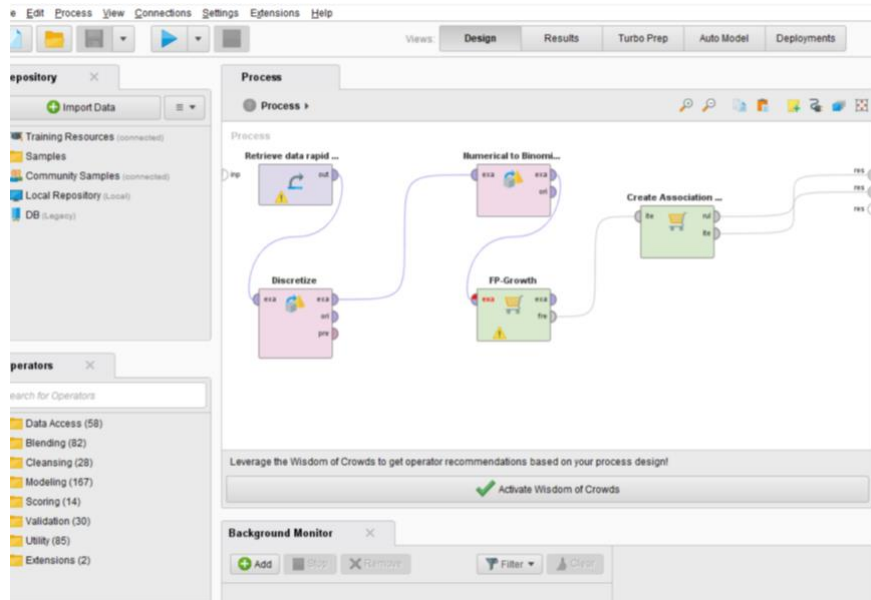 Edit Process View Connections Settings Extensions Help
Views: Design Results Turbo Prep Auto Model Deployments
epository
Process
Import Data
Process
Training Resources (connected)
Samples
Community Samples (connected)
Local Repository (Local)
DB (Legacy)
Process
Retrieve data rapid ...
inp
out
Numerical to Binomi...
exa exa
ori
Create Association ...
ite rul
ite
res
res
res
Discretize
exa exa
ori
pre
FP-Growth
exa exa
fre
perators
earch for Operators
Data Access (58)
Blending (82)
Cleansing (28)
Modeling (167)
Scoring (14)
Validation (30)
Utility (85)
Extensions (2)
Leverage the Wisdom of Crowds to get operator recommendations based on your process design!
Activate Wisdom of Crowds
Background Monitor
Add Stop Remove Filter Clear